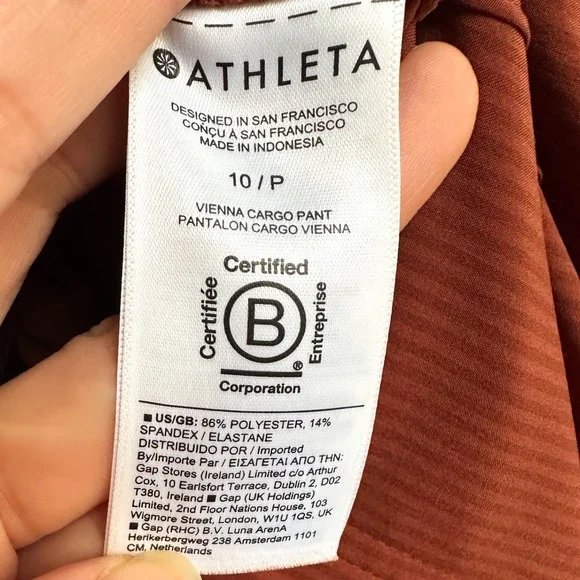 ATHLETA
DESIGNED IN SAN FRANCISCO
CONÇU À SAN FRANCISCO
MADE IN INDONESIA
10 / P
VIENNA CARGO PANT
PANTALON CARGO VIENNA
Certified
Certifiée
B
Entreprise
®
Corporation
■ US/GB: 86% POLYESTER, 14%
SPANDEX / ELASTANE
DISTRIBUIDO POR / Imported
By/Importe Par / ΕΙΣΑΓΕΤΑΙ ΑΠΟ ΤΗΝ:
Gap Stores (Ireland) Limited c/o Arthur
Cox, 10 Earlsfort Terrace, Dublin 2, D02
T380, Ireland ■ Gap (UK Holdings)
Limited, 2nd Floor Nations House, 103
Wigmore Street, London, W1U 1QS, UK
■ Gap (RHC) B.V. Luna ArenA
Herikerbergweg 238 Amsterdam 1101
CM, Netherlands